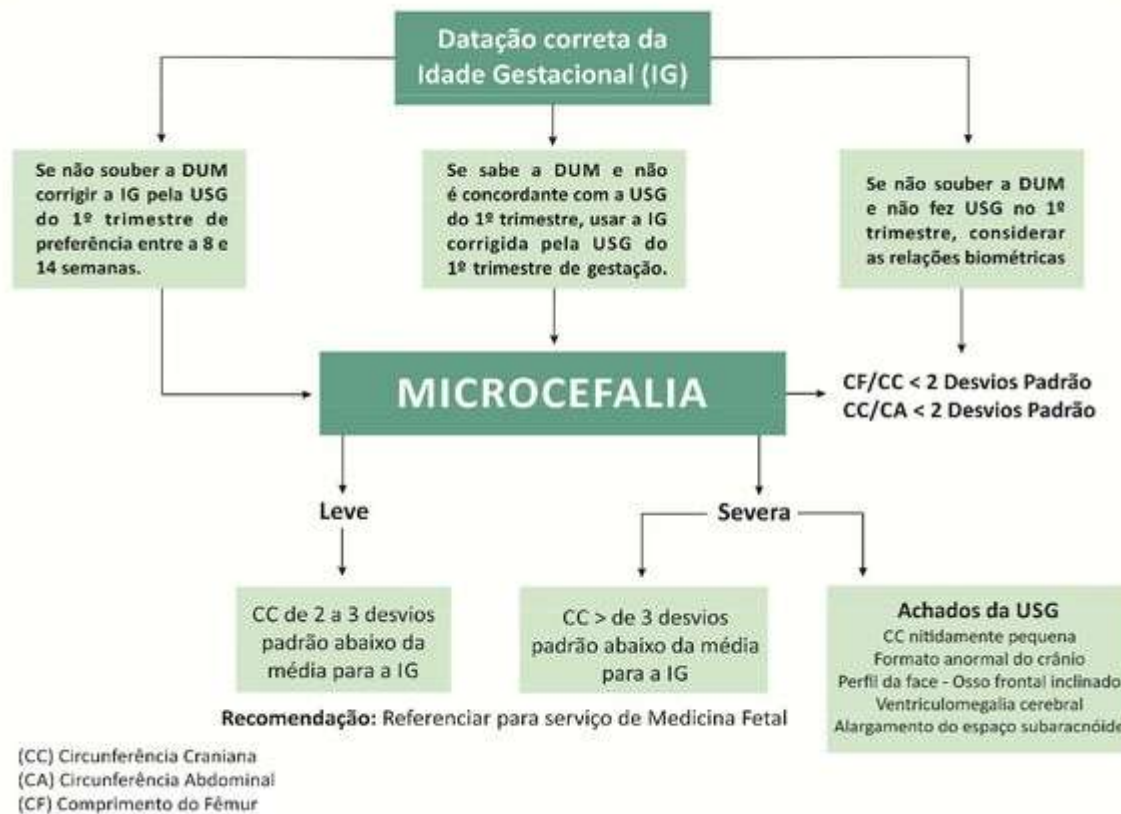 Datação correta da
Idade Gestacional (IG)
Se não souber a DUM
corrigir a IG pela USG
do 1º trimestre de
preferência entre a 8 e
14 semanas.
Se sabe a DUM e não
é concordante com a USG
do 1º trimestre, usar a IG
corrigida pela USG do
1º trimestre de gestação.
Se não souber a DUM
e não fez USG no 1º
trimestre, considerar
as relações biométricas
MICROCEFALIA
CF/CC < 2 Desvios Padrão
CC/CA < 2 Desvios Padrão
Leve
Severa
CC de 2 a 3 desvios
padrão abaixo da
média para a IG
CC > de 3 desvios
padrão abaixo da média
para a IG
Achados da USG
CC nitidamente pequena
Formato anormal do crânio
Perfil da face - Osso frontal inclinado
Ventriculomegalia cerebral
Alargamento do espaço subaracnóide
Recomendação: Referenciar para serviço de Medicina Fetal
(CC) Circunferência Craniana
(CA) Circunferência Abdominal
(CF) Comprimento do Fêmur